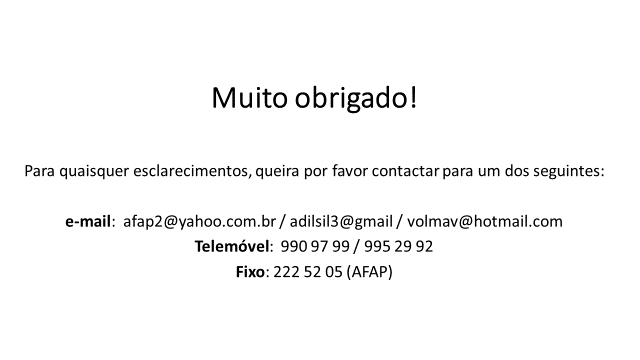 Muito obrigado!
Para quaisquer esclarecimentos, queira por favor contactar para um dos seguintes:
e-mail: afap2@yahoo.com.br / adilsil3@gmail / volmav@hotmail.com
Telemóvel: 990 97 99 / 995 29 92
Fixo: 222 52 05 (AFAP)